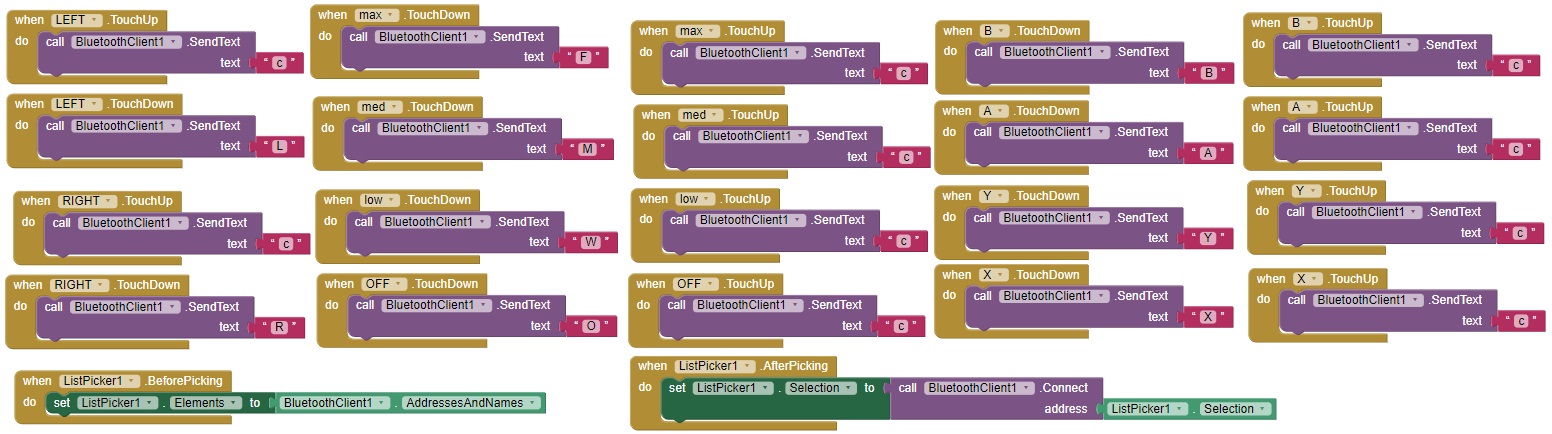 when LEFT .TouchUp
do call BluetoothClient1 .SendText
text " c "
when max .TouchDown
do call BluetoothClient1 .SendText
text " F "
when max .TouchUp
do call BluetoothClient1 .SendText
text " c "
when B .TouchDown
do call BluetoothClient1 .SendText
text " B "
when B .TouchUp
do call BluetoothClient1 .SendText
text " c "
when LEFT .TouchDown
do call BluetoothClient1 .SendText
text " L "
when med .TouchDown
do call BluetoothClient1 .SendText
text " M "
when med .TouchUp
do call BluetoothClient1 .SendText
text " c "
when A .TouchDown
do call BluetoothClient1 .SendText
text " A "
when A .TouchUp
do call BluetoothClient1 .SendText
text " c "
when RIGHT .TouchUp
do call BluetoothClient1 .SendText
text " c "
when low .TouchDown
do call BluetoothClient1 .SendText
text " W "
when low .TouchUp
do call BluetoothClient1 .SendText
text " c "
when Y .TouchDown
do call BluetoothClient1 .SendText
text " Y "
when Y .TouchUp
do call BluetoothClient1 .SendText
text " c "
when RIGHT .TouchDown
do call BluetoothClient1 .SendText
text " R "
when OFF .TouchDown
do call BluetoothClient1 .SendText
text " O "
when OFF .TouchUp
do call BluetoothClient1 .SendText
text " c "
when X .TouchDown
do call BluetoothClient1 .SendText
text " X "
when X .TouchUp
do call BluetoothClient1 .SendText
text " c "
when ListPicker1 .BeforePicking
do set ListPicker1 . Elements to BluetoothClient1 . AddressesAndNames
when ListPicker1 .AfterPicking
do set ListPicker1 . Selection to call BluetoothClient1 .Connect
address ListPicker1 . Selection